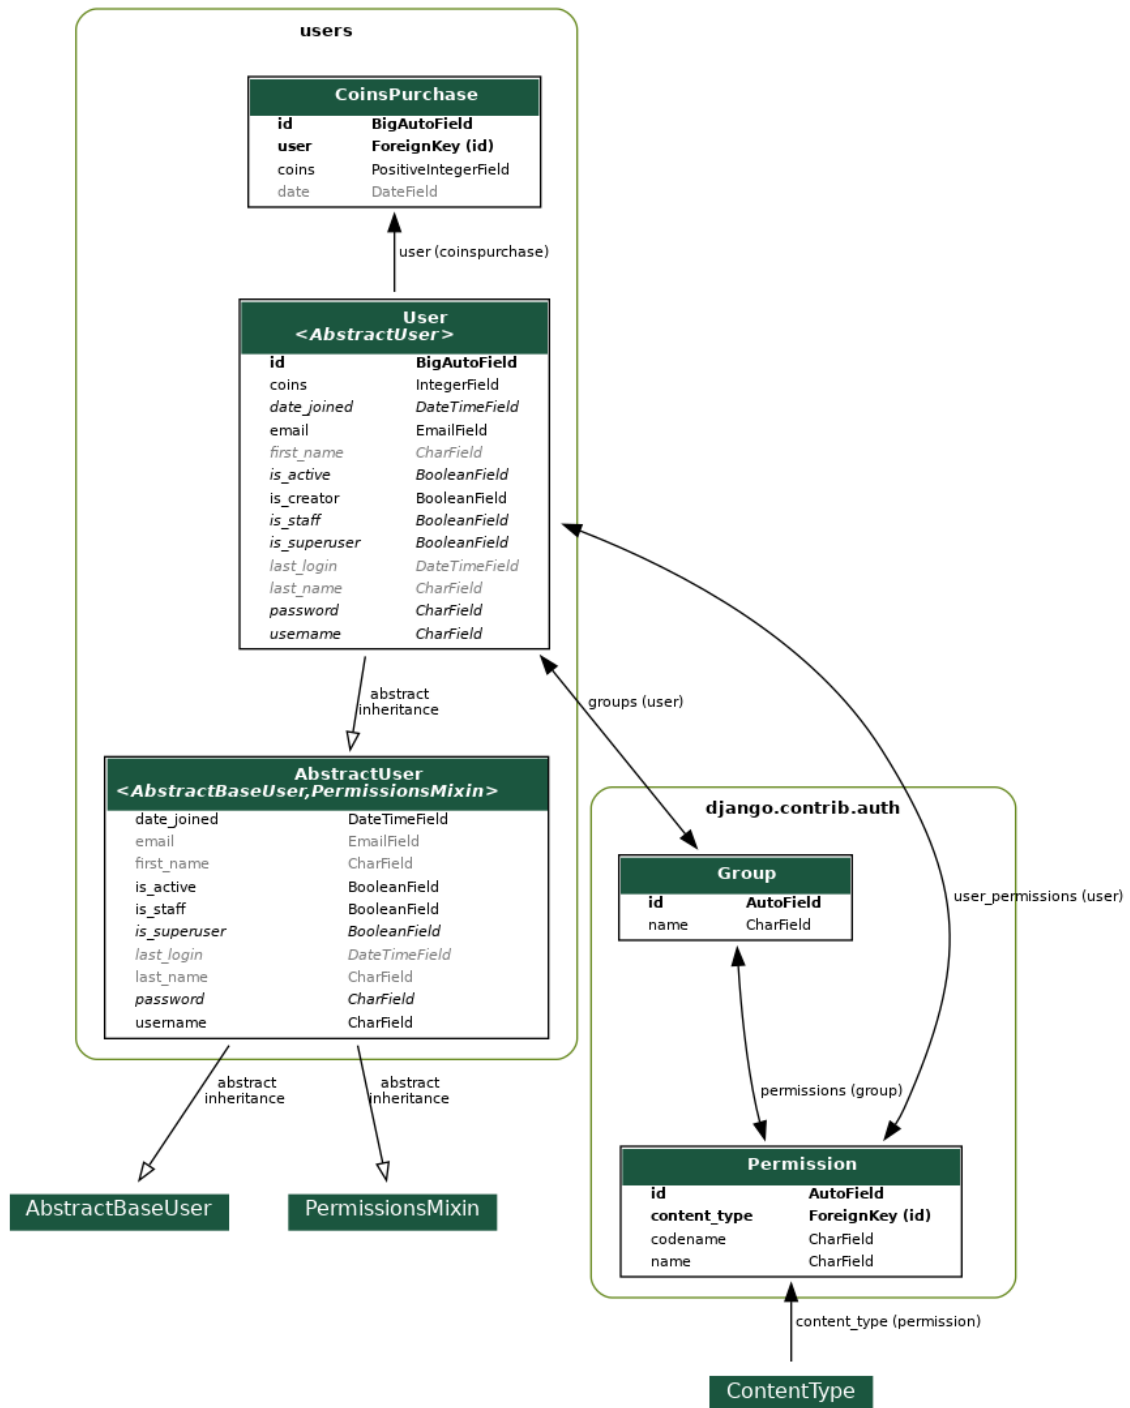 users
CoinsPurchase
id BigAutoField
user ForeignKey (id)
coins PositiveIntegerField
date DateField
user (coinspurchase)
User
<AbstractUser>
id BigAutoField
coins IntegerField
date_joined DateTimeField
email EmailField
first_name CharField
is_active BooleanField
is_creator BooleanField
is_staff BooleanField
is_superuser BooleanField
last_login DateTimeField
last_name CharField
password CharField
username CharField
abstract
inheritance
groups (user)
AbstractUser
<AbstractBaseUser,PermissionsMixin>
date_joined DateTimeField
email EmailField
first_name CharField
is_active BooleanField
is_staff BooleanField
is_superuser BooleanField
last_login DateTimeField
last_name CharField
password CharField
username CharField
django.contrib.auth
Group
id AutoField
name CharField
user_permissions (user)
abstract
inheritance
abstract
inheritance
permissions (group)
AbstractBaseUser
PermissionsMixin
Permission
id AutoField
content_type ForeignKey (id)
codename CharField
name CharField
content_type (permission)
ContentType